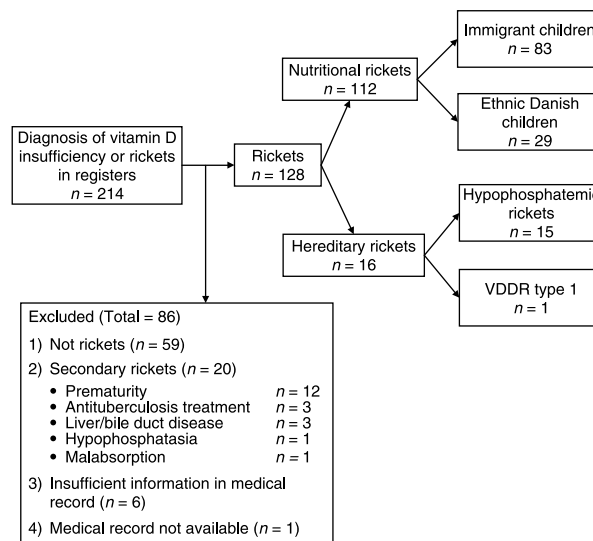 Diagnosis of vitamin D
insufficiency or rickets
in registers
n = 214
Rickets
n = 128
Nutritional rickets
n = 112
Immigrant children
n = 83
Ethnic Danish
children
n = 29
Hereditary rickets
n = 16
Hypophosphatemic
rickets
n = 15
VDDR type 1
n = 1
Excluded (Total = 86)
1) Not rickets (n = 59)
2) Secondary rickets (n = 20)
• Prematurity n = 12
• Antituberculosis treatment n = 3
• Liver/bile duct disease n = 3
• Hypophosphatasia n = 1
• Malabsorption n = 1
3) Insufficient information in medical
record (n = 6)
4) Medical record not available (n = 1)